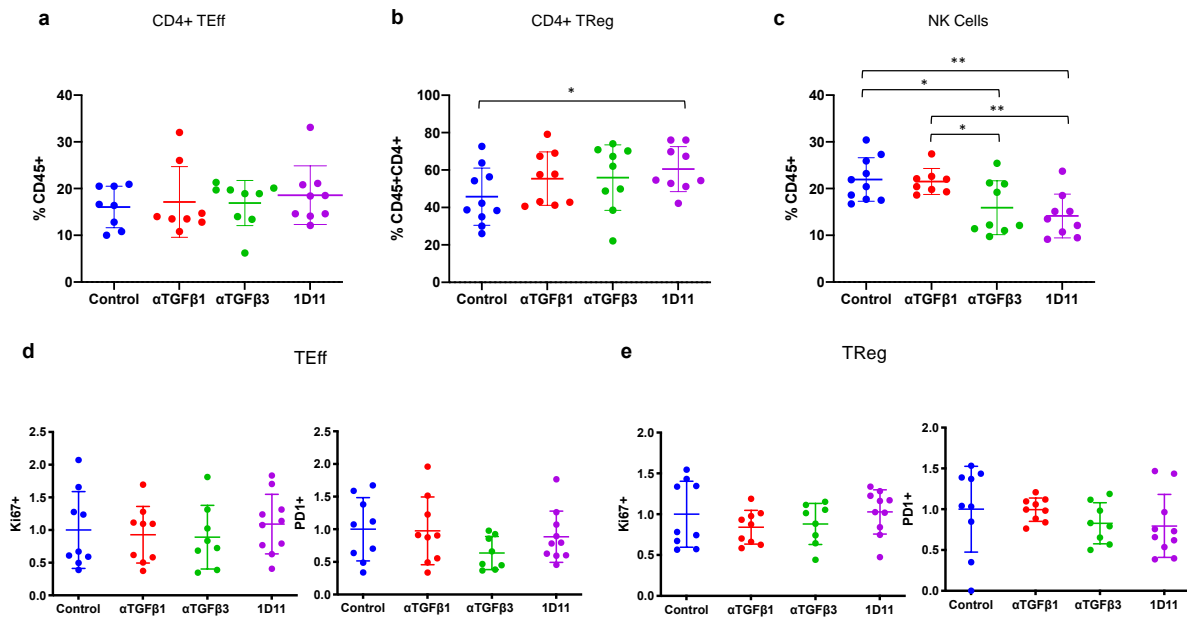 a
CD4+ TEff
% CD45+
40
30
20
10
0
Control αTGFβ1 αTGFβ3 1D11
b
CD4+ TReg
*
% CD45+CD4+
100
80
60
40
20
0
Control αTGFβ1 αTGFβ3 1D11
c
NK Cells
**
*
**
*
% CD45+
40
30
20
10
0
Control αTGFβ1 αTGFβ3 1D11
d
TEff
Ki67+
2.5
2.0
1.5
1.0
0.5
0.0
Control αTGFβ1 αTGFβ3 1D11
PD1+
2.5
2.0
1.5
1.0
0.5
0.0
Control αTGFβ1 αTGFβ3 1D11
e
TReg
Ki67+
2.0
1.5
1.0
0.5
0.0
Control αTGFβ1 αTGFβ3 1D11
PD1+
2.0
1.5
1.0
0.5
0.0
Control αTGFβ1 αTGFβ3 1D11